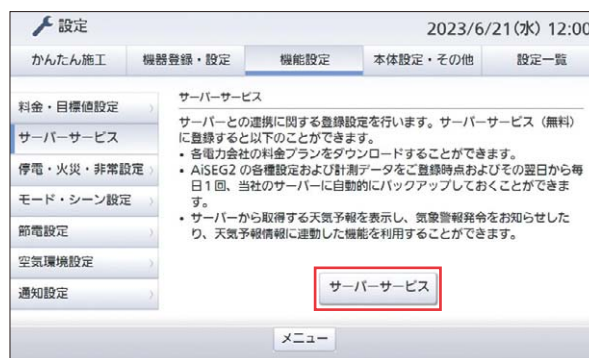 設定
2023/6/21(水) 12:00
かんたん施工
機器登録・設定
機能設定
本体設定・その他
設定一覧
料金・目標値設定
サーバーサービス
停電・火災・非常設定
モード・シーン設定
節電設定
空気環境設定
通知設定
サーバーサービス
サーバーとの連携に関する登録設定を行います。サーバーサービス（無料）
に登録すると以下のことができます。
・各電力会社の料金プランをダウンロードすることができます。
・AiSEG2 の各種設定および計測データをご登録時点およびその翌日から毎
日1回、当社のサーバーに自動的にバックアップしておくことができま
す。
・サーバーから取得する天気予報を表示し、気象警報発令をお知らせした
り、天気予報情報に連動した機能を利用することができます。
サーバーサービス
メニュー